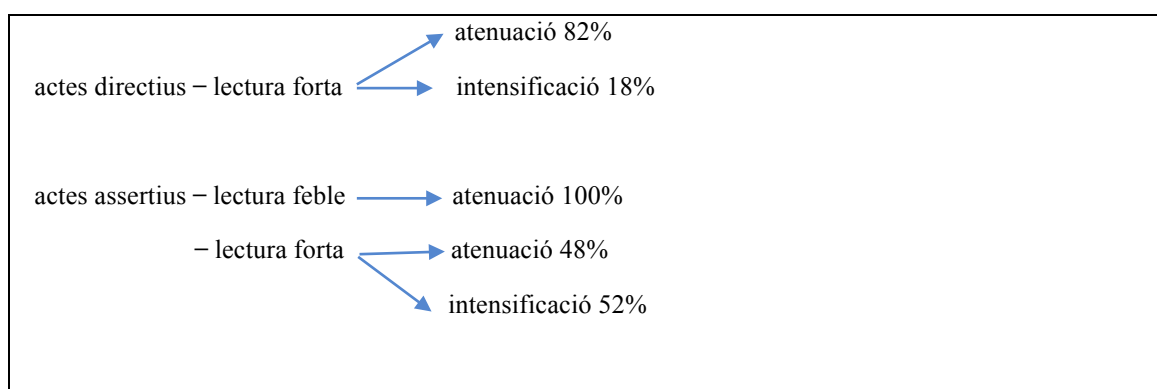 atenuació 82%
actes directius – lectura forta intensificació 18%
actes assertius – lectura feble atenuació 100%
– lectura forta atenuació 48%
intensificació 52%